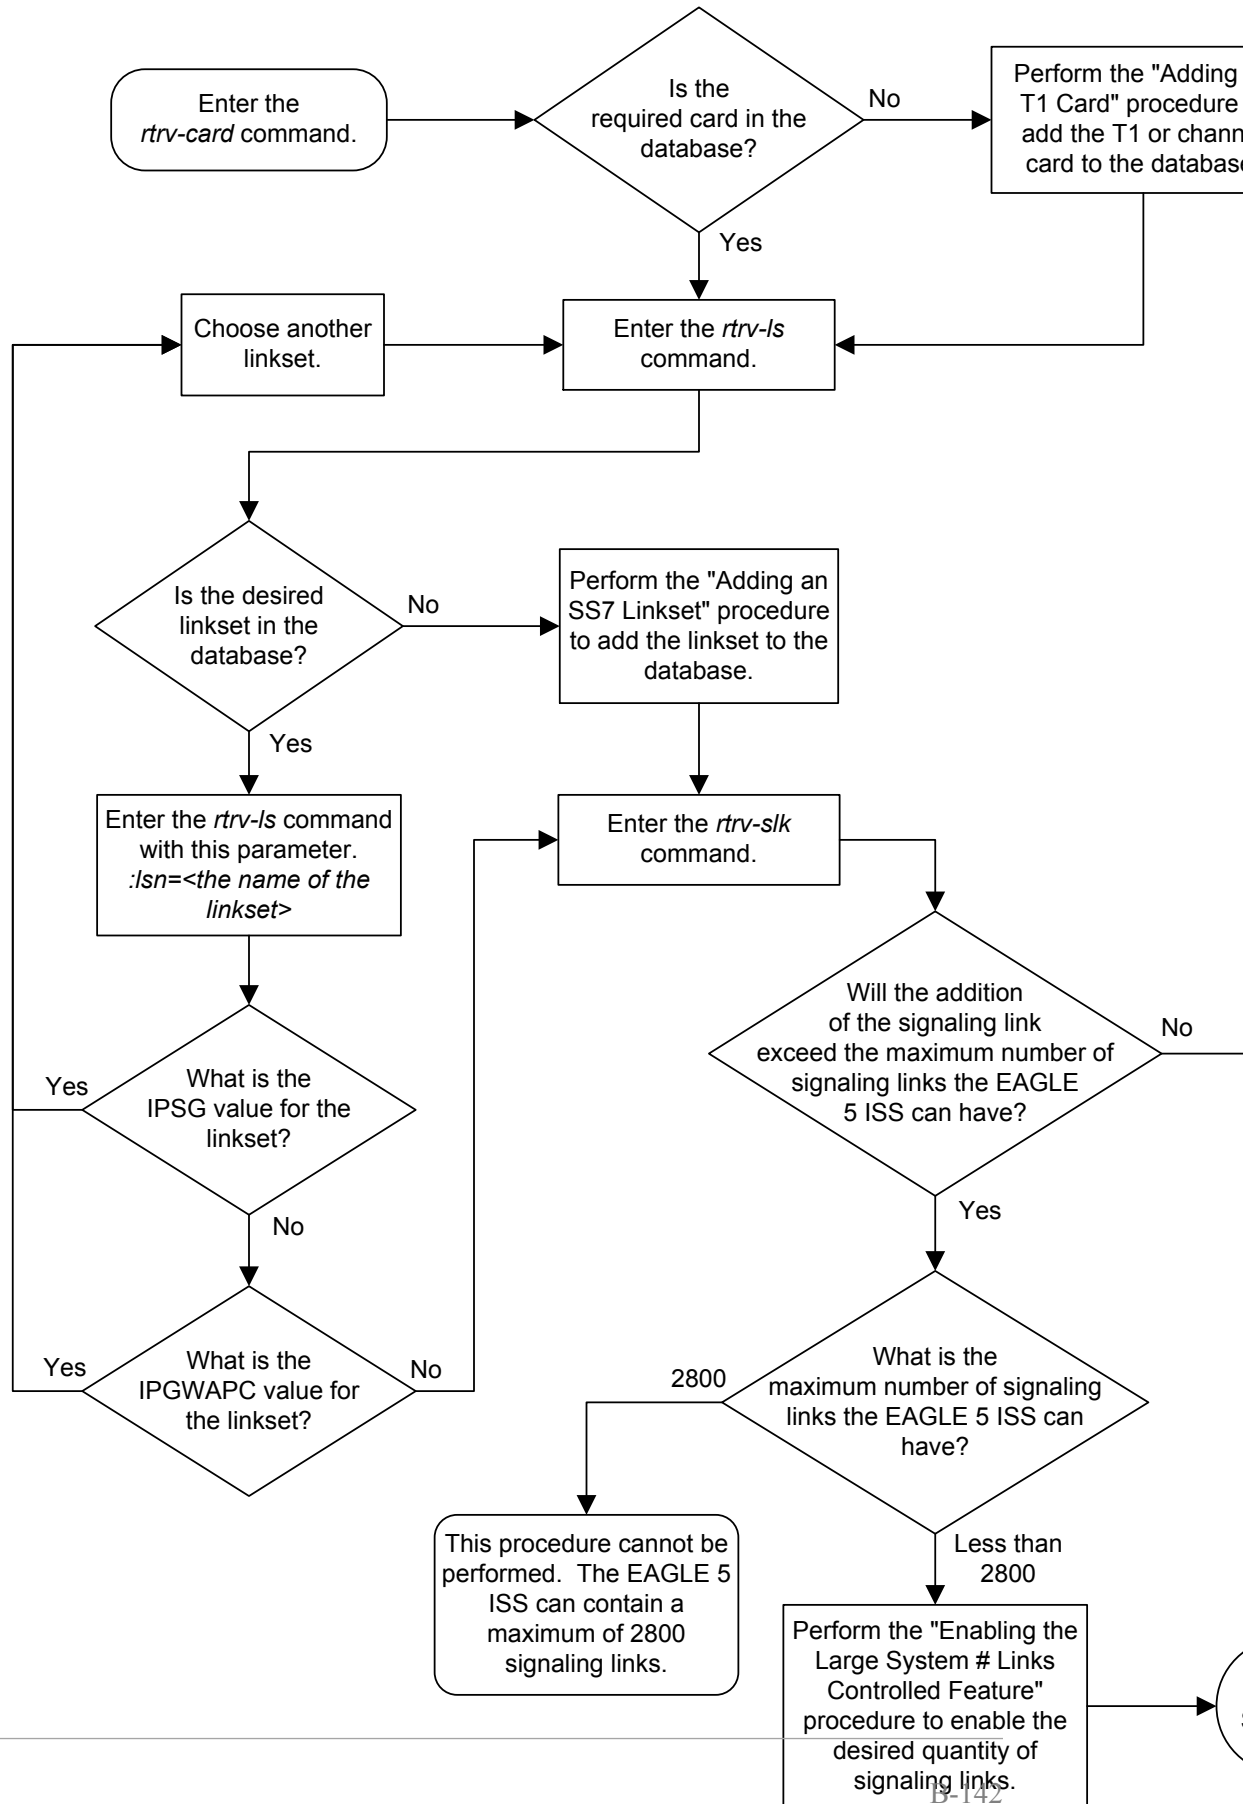 Enter the
rtrv-card command.
Is the
required card in the
database?
No
Perform the "Adding
T1 Card" procedure
add the T1 or
card to the
Yes
Choose another
linkset.
Enter the rtrv-ls
command.
Is the desired
linkset in the
database?
No
Perform the "Adding an
SS7 Linkset" procedure
to add the linkset to the
database.
Yes
Enter the rtrv-ls command
with this parameter.
:lsn=<the name of the
linkset>
Enter the rtrv-slk
command.
Will the addition
of the signaling link
exceed the maximum number of
signaling links the EAGLE
5 ISS can have?
No
Yes
What is the
IPSG value for the
linkset?
Yes
No
What is the
IPGWAPC value for
the linkset?
Yes
No
What is the
maximum number of signaling
links the EAGLE 5 ISS can
have?
2800
Less than
2800
This procedure cannot be
performed. The EAGLE 5
ISS can contain a
maximum of 2800
signaling links.
Perform the "Enabling the
Large System # Links
Controlled Feature"
procedure to enable the
desired quantity of
signaling links.
B-142